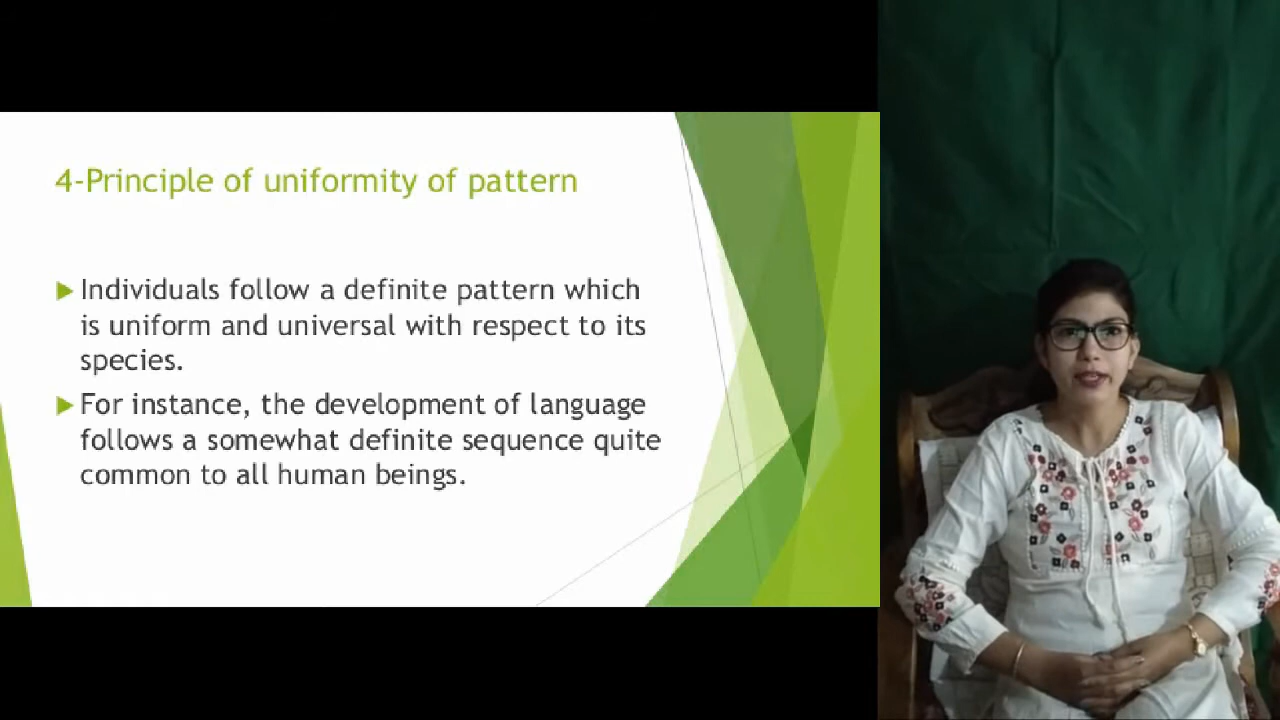 4-Principle of uniformity of pattern
Individuals follow a definite pattern which
is uniform and universal with respect to its
species.
For instance, the development of language
follows a somewhat definite sequence quite
common to all human beings.